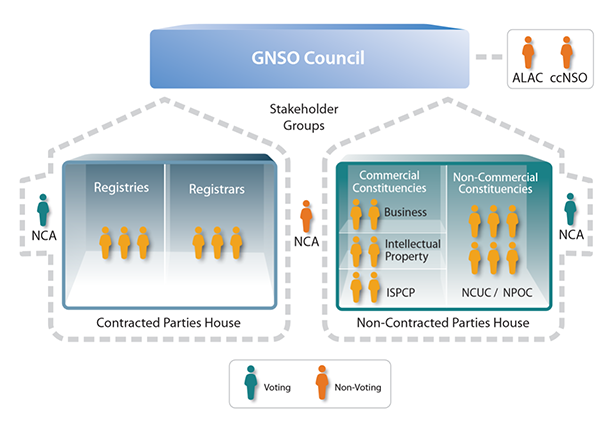 GNSO Council
ALAC ccNSO
Stakeholder
Groups
Registries
Registrars
NCA
Contracted Parties House
NCA
Commercial
Constituencies
Business
Intellectual
Property
ISPCP
Non-Commercial
Constituencies
NCUC / NPOC
NCA
Non-Contracted Parties House
Voting
Non-Voting